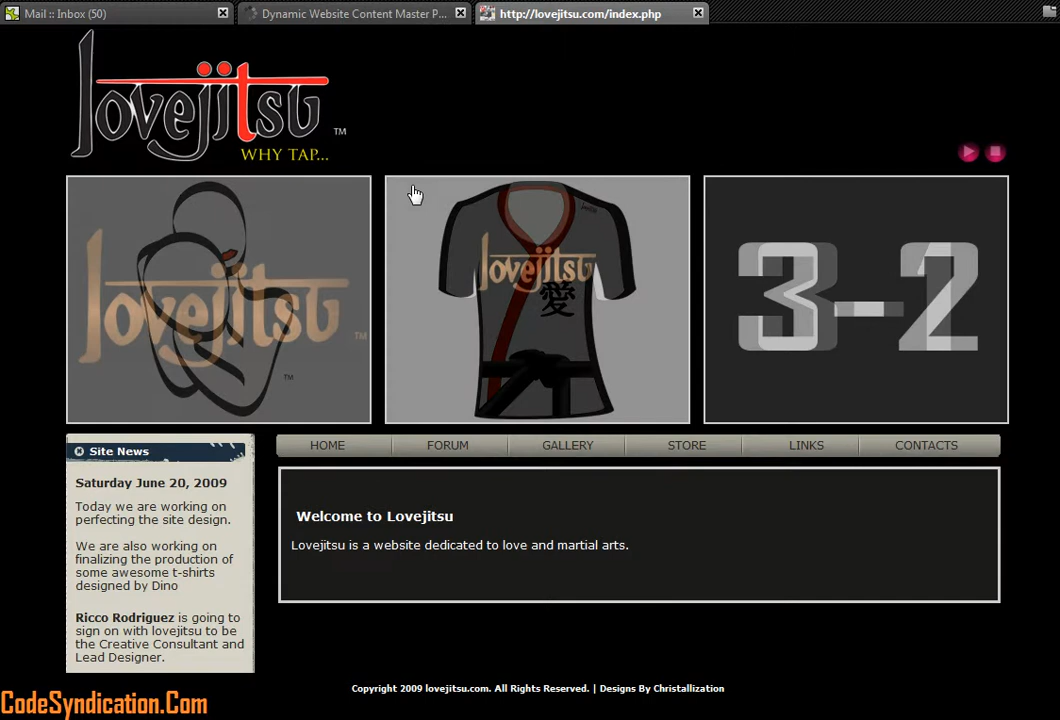 Mail :: Inbox (50)
Dynamic Website Content Master P...
http://lovejitsu.com/index.php
lovejitsu ™
WHY TAP...
lovejitsu ™
™
lovejitsu
愛
3-2
Site News
Saturday June 20, 2009
Today we are working on
perfecting the site design.
We are also working on
finalizing the production of
some awesome t-shirts
designed by Dino
Ricco Rodriguez is going to
sign on with lovejitsu to be
the Creative Consultant and
Lead Designer.
HOME FORUM GALLERY STORE LINKS CONTACTS
Welcome to Lovejitsu
Lovejitsu is a website dedicated to love and martial arts.
Copyright 2009 lovejitsu.com. All Rights Reserved. | Designs By Christallization
CodeSyndication.Com